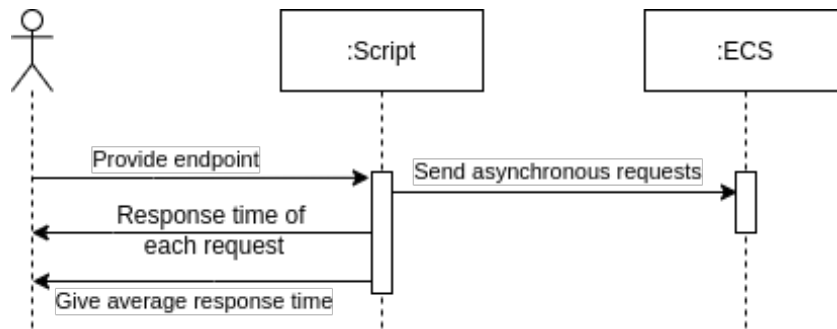 :Script
:ECS
Provide endpoint
Send asynchronous requests
Response time of
each request
Give average response time